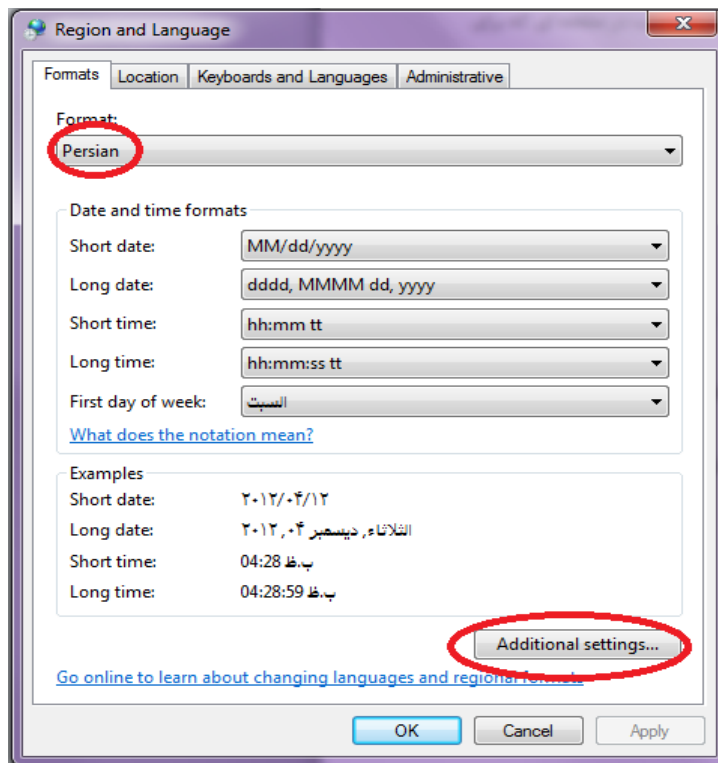 Region and Language
Formats Location Keyboards and Languages Administrative
Format:
Persian
Date and time formats
Short date: MM/dd/yyyy
Long date: dddd, MMMM dd, yyyy
Short time: hh:mm tt
Long time: hh:mm:ss tt
First day of week: السبت
What does the notation mean?
Examples
Short date: ۲۰۱۲/۰۴/۱۲
Long date: الثلاثاء, ديسمبر ۰۴, ۲۰۱۲
Short time: 04:28 ب.ظ
Long time: 04:28:59 ب.ظ
Additional settings...
Go online to learn about changing languages and regional formats
OK Cancel Apply